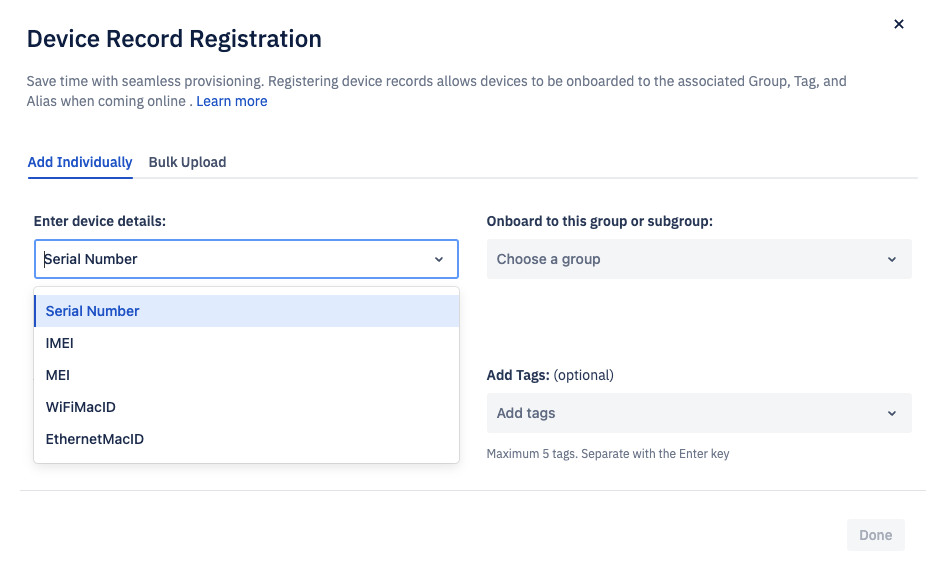 Device Record Registration
Save time with seamless provisioning. Registering device records allows devices to be onboarded to the associated Group, Tag, and
Alias when coming online . Learn more
Add Individually
Bulk Upload
Enter device details:
Serial Number
Serial Number
IMEI
MEI
WiFiMacID
EthernetMacID
Onboard to this group or subgroup:
Choose a group
Add Tags: (optional)
Add tags
Maximum 5 tags. Separate with the Enter key
Done